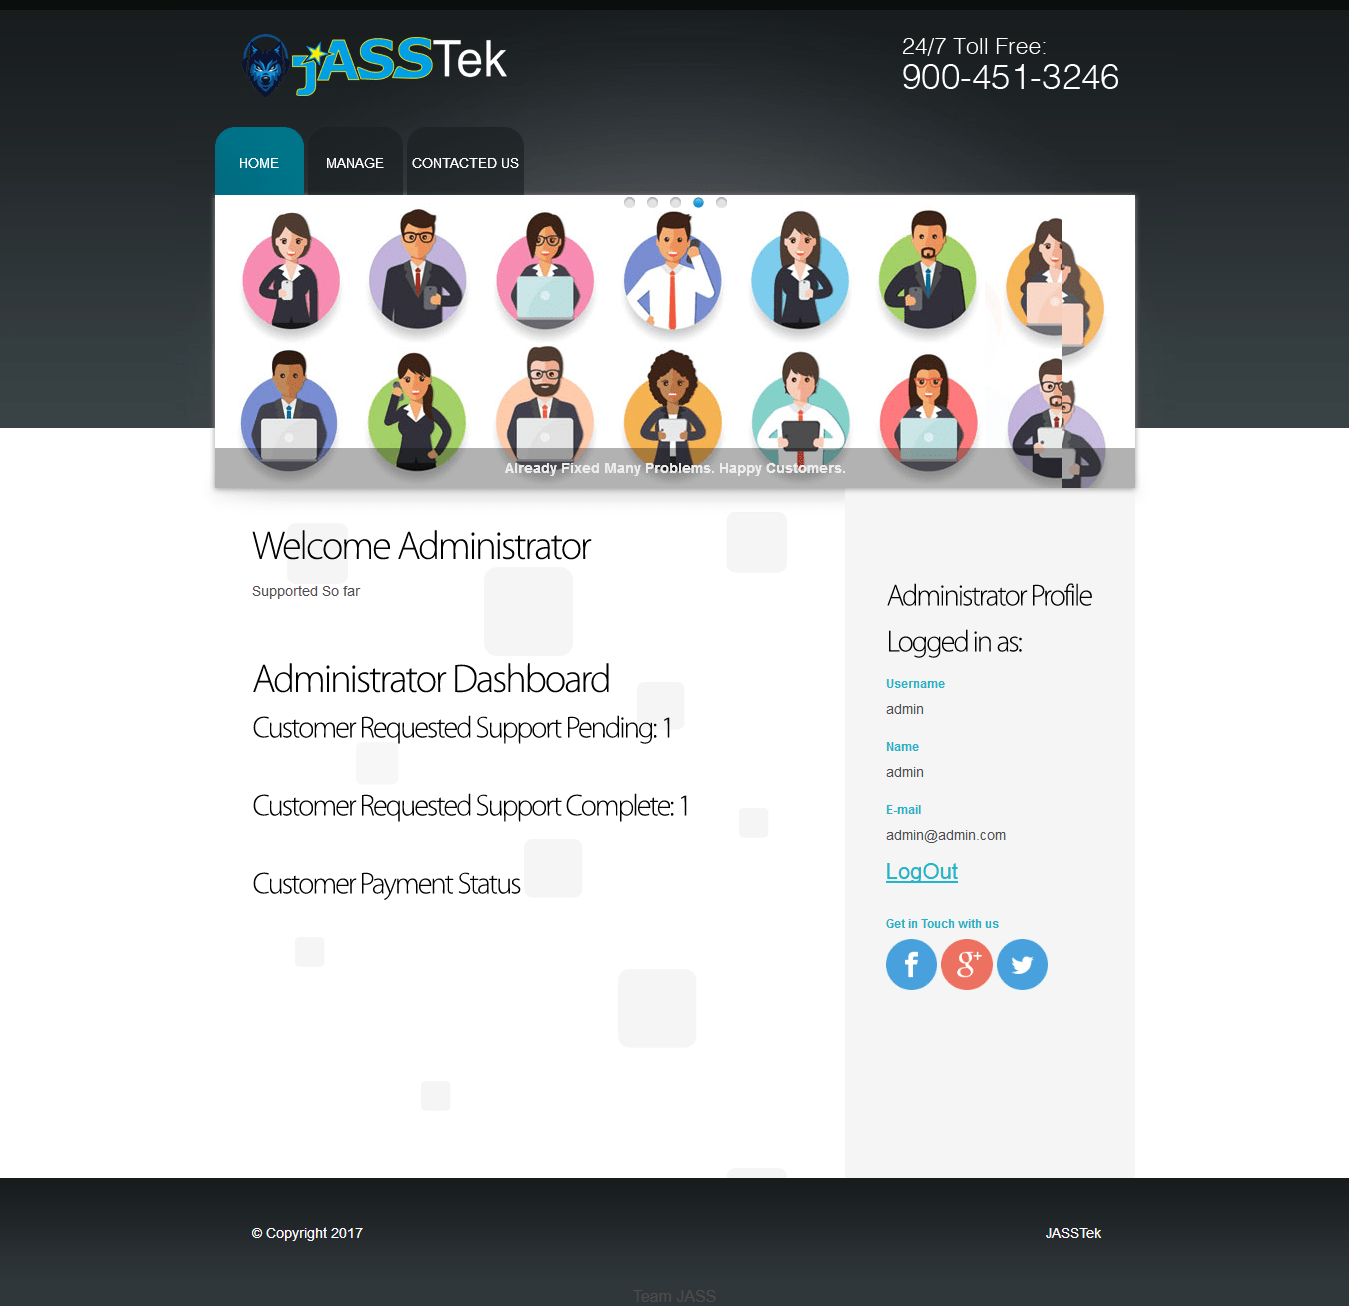 jASSTek
24/7 Toll Free:
900-451-3246
HOME
MANAGE
CONTACTED US
Already Fixed Many Problems. Happy Customers.
Welcome Administrator
Supported So far
Administrator Dashboard
Customer Requested Support Pending: 1
Customer Requested Support Complete: 1
Customer Payment Status
Administrator Profile
Logged in as:
Username
admin
Name
admin
E-mail
admin@admin.com
LogOut
Get in Touch with us
f
g+
© Copyright 2017
JASSTek
Team JASS